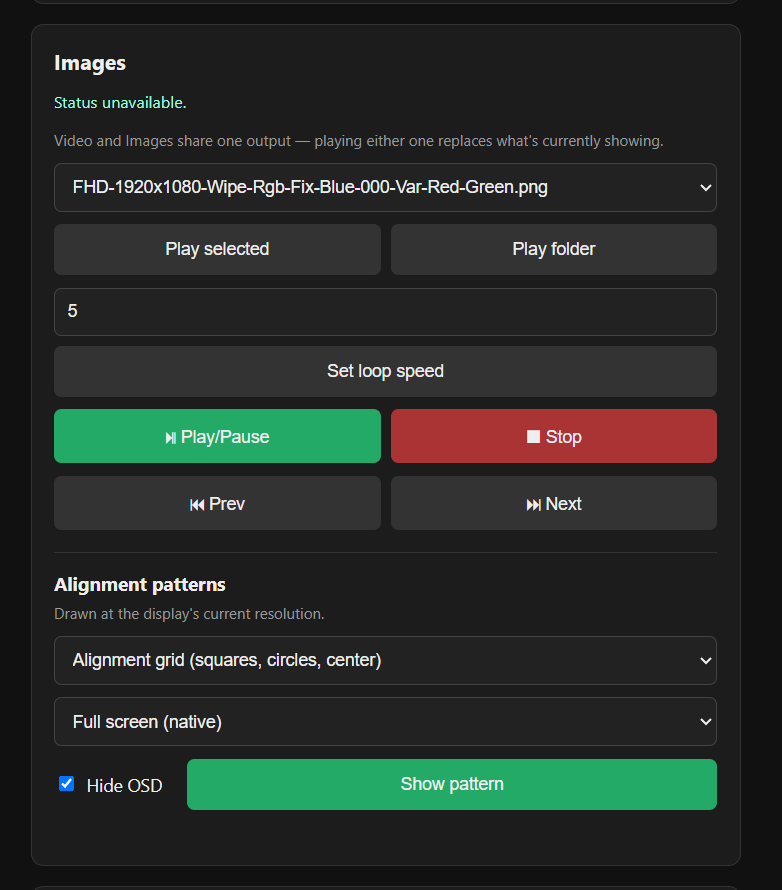 Images
Status unavailable.
Video and Images share one output — playing either one replaces what's currently showing.
FHD-1920x1080-Wipe-Rgb-Fix-Blue-000-Var-Red-Green.png
Play selected
Play folder
5
Set loop speed
⏯ Play/Pause
⏹ Stop
⏮ Prev
⏭ Next
Alignment patterns
Drawn at the display's current resolution.
Alignment grid (squares, circles, center)
Full screen (native)
Hide OSD
Show pattern